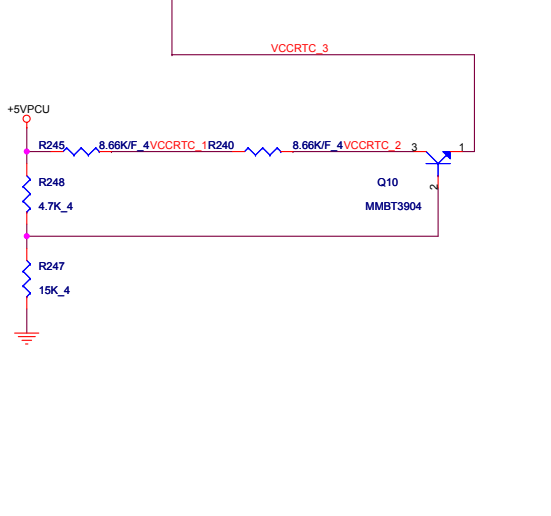 VCCRTC_3
+5VPCU
R245 8.66K/F_4 VCCRTC_1 R240 8.66K/F_4 VCCRTC_2 3 1
R248
Q10
2
4.7K_4
MMBT3904
R247
15K_4